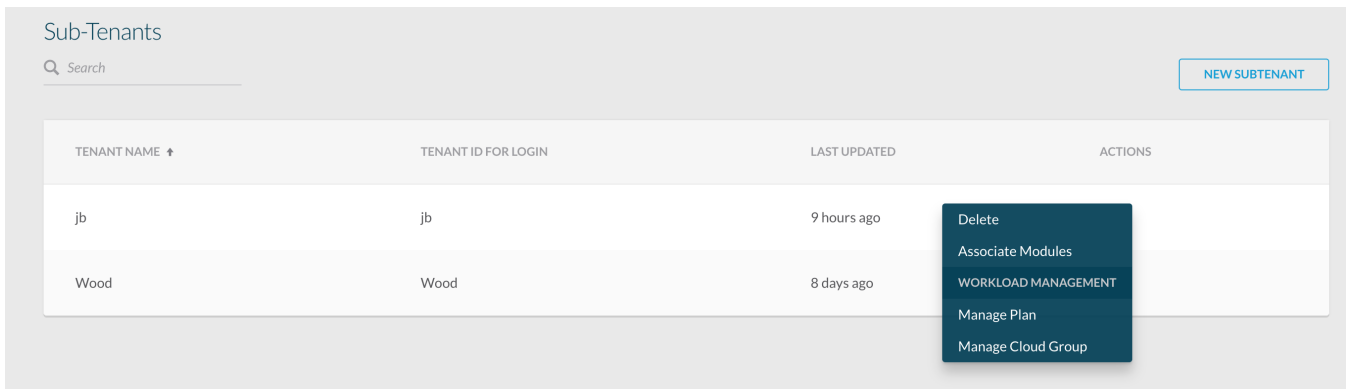 Sub-Tenants
Search
NEW SUBTENANT
TENANT NAME TENANT ID FOR LOGIN LAST UPDATED ACTIONS
jb jb 9 hours ago
Delete
Associate Modules
Wood Wood 8 days ago WORKLOAD MANAGEMENT
Manage Plan
Manage Cloud Group